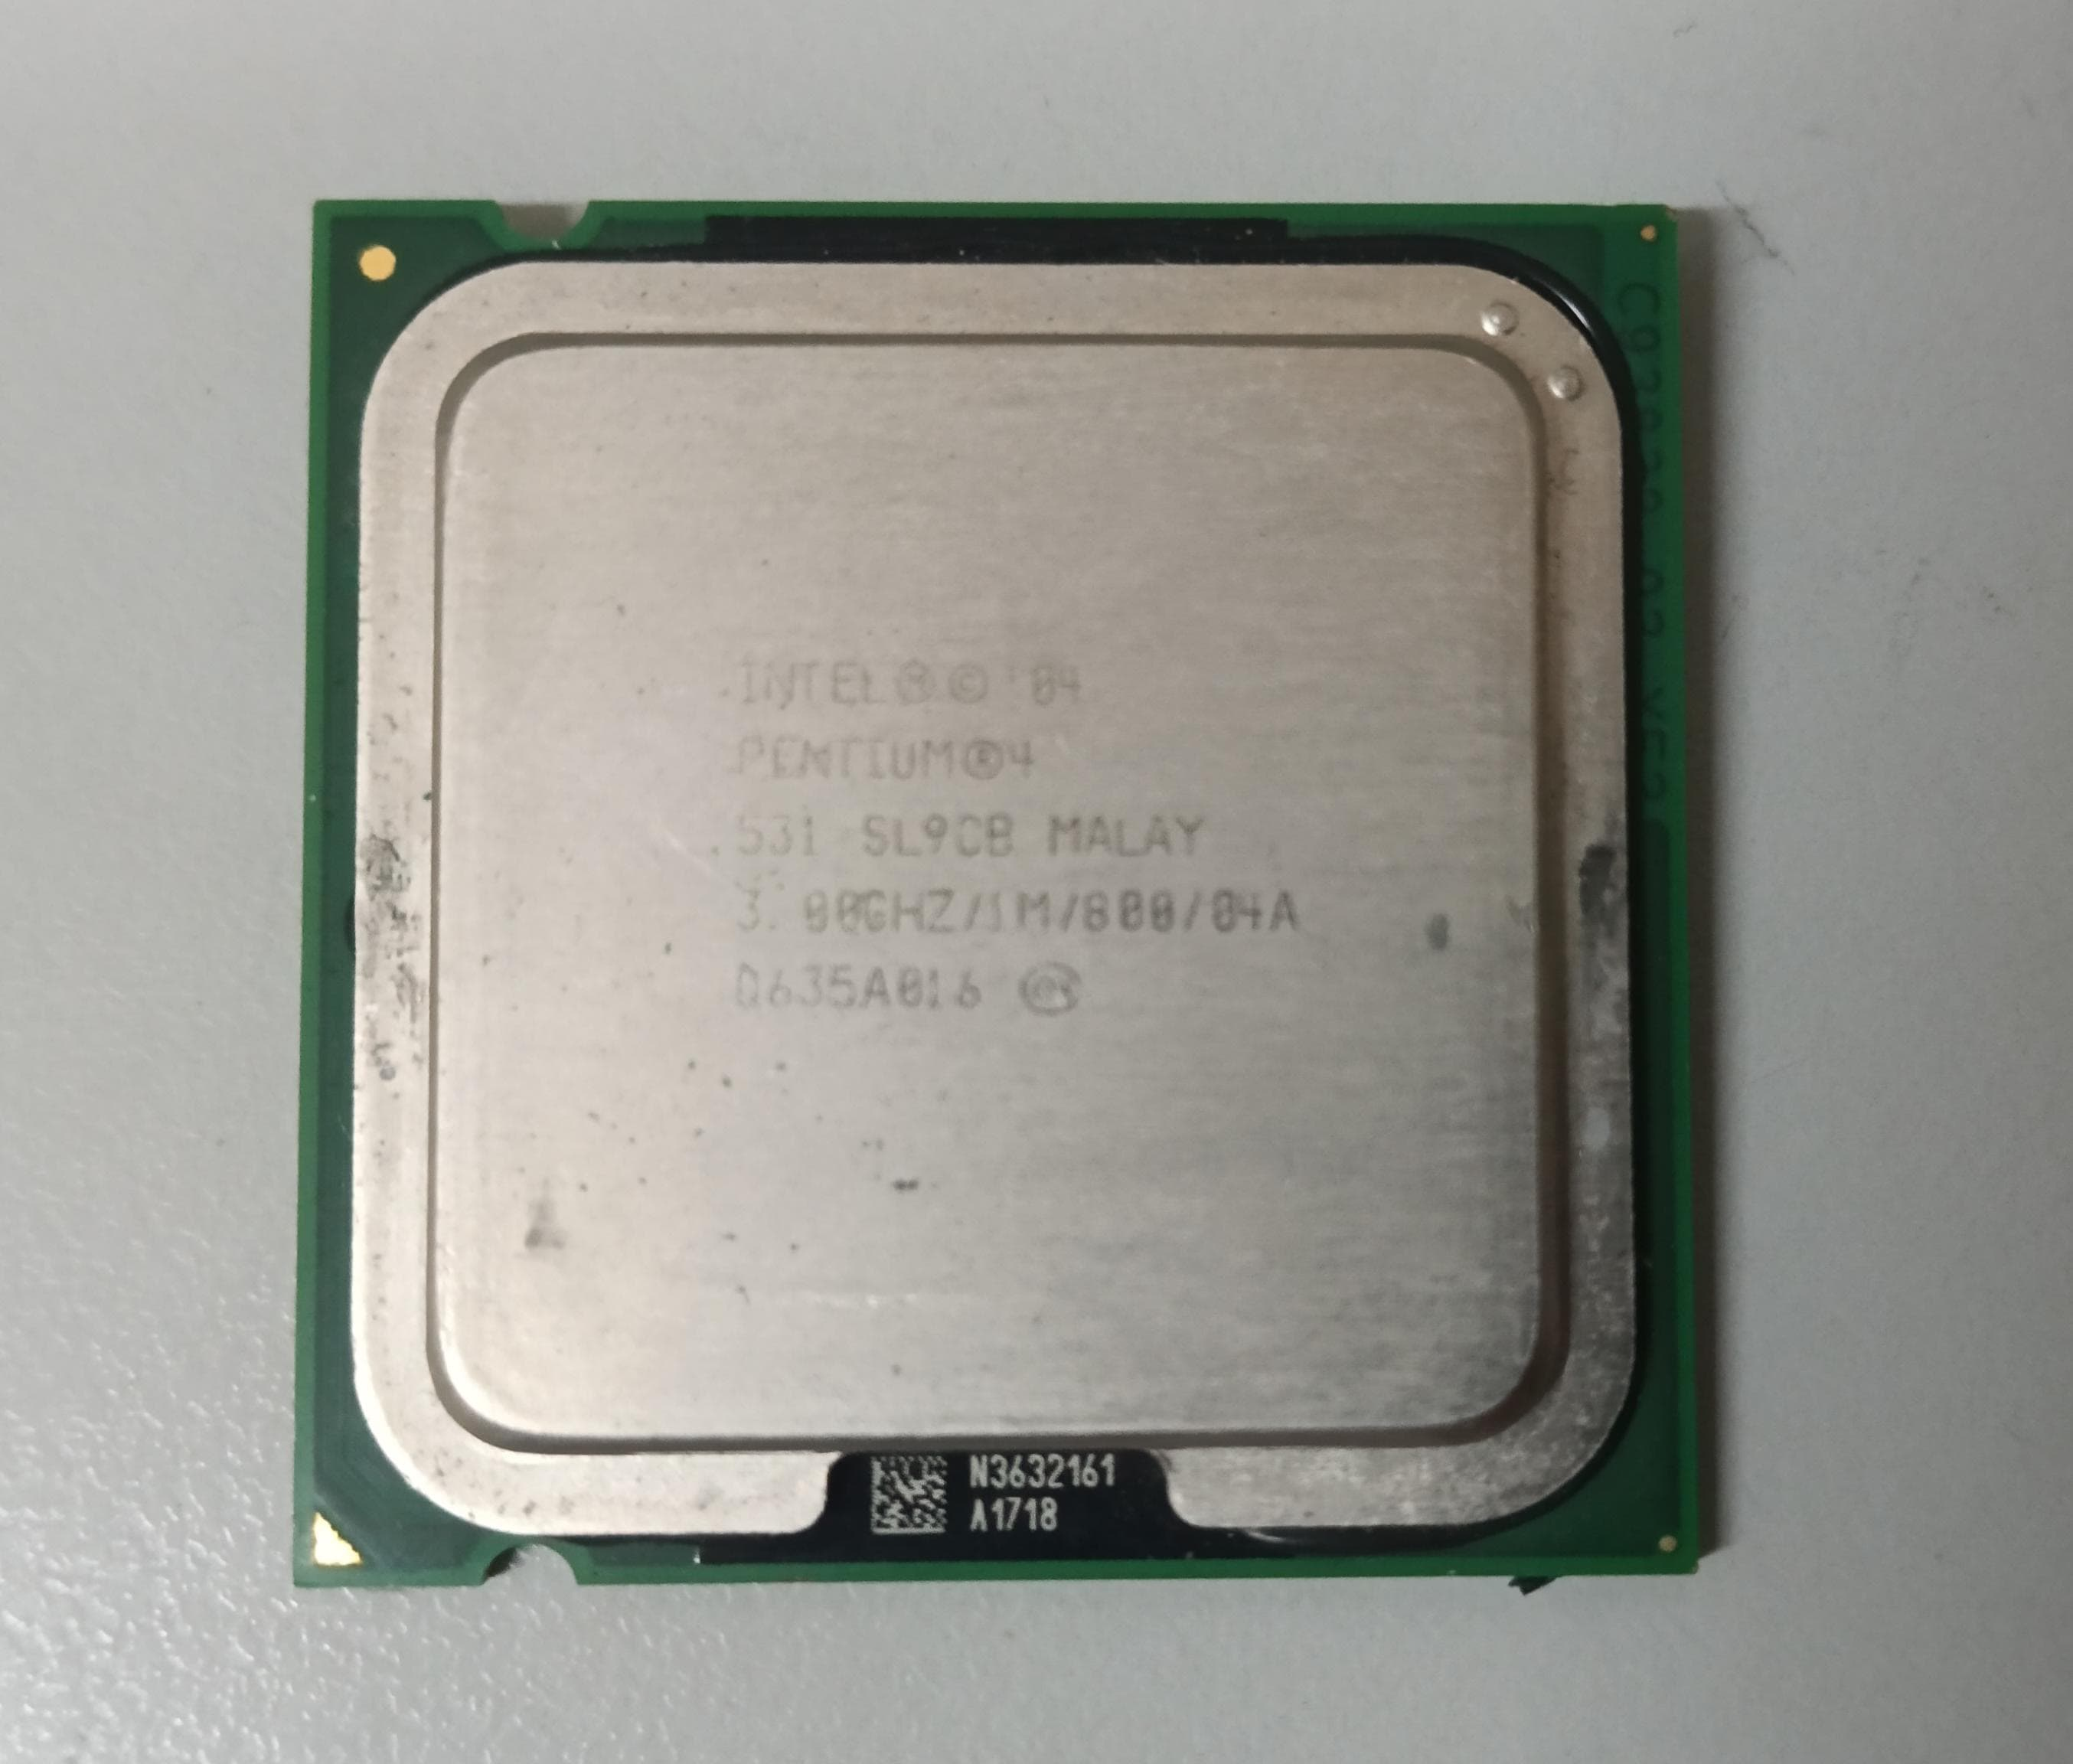 INTEL®© '04
PENTIUM®4
531 SL9CB MALAY
3.00GHZ/1M/800/04A
Q635A016
N3632161
A1718